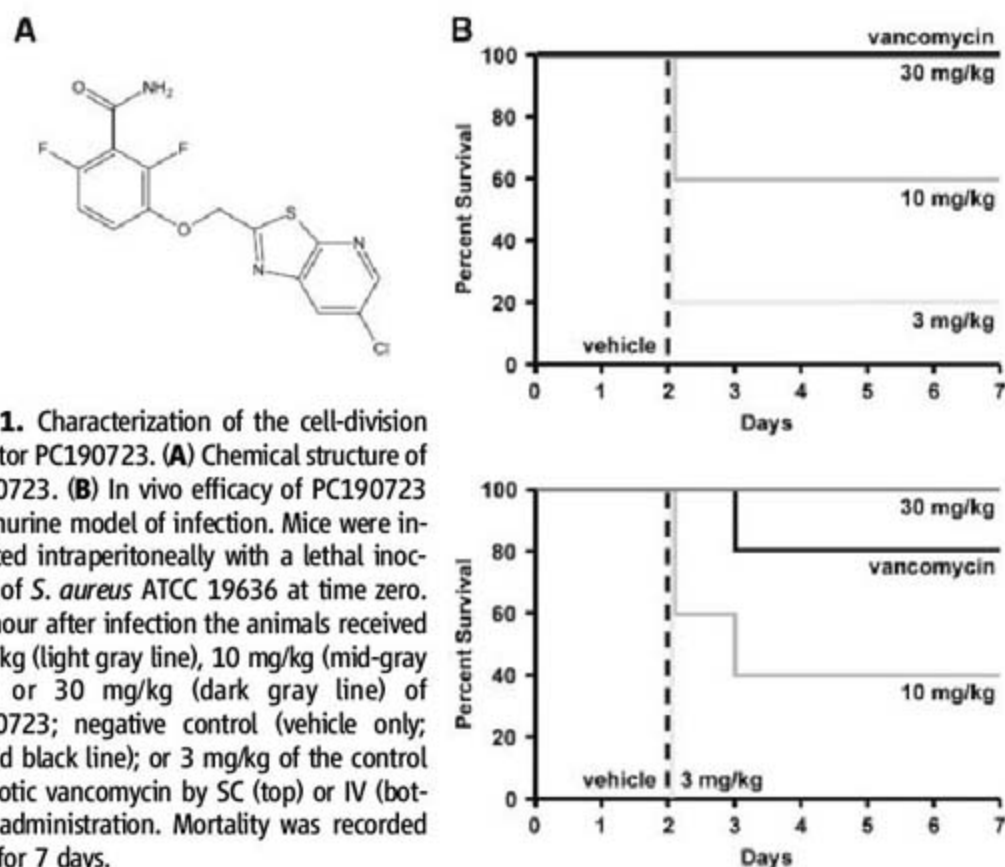 A
O
NH2
F
F
O
S
N
N
Cl
1. Characterization of the cell-division
tor PC190723. (A) Chemical structure of
0723. (B) In vivo efficacy of PC190723
nurine model of infection. Mice were in-
ed intraperitoneally with a lethal inoc-
of S. aureus ATCC 19636 at time zero.
nour after infection the animals received
kg (light gray line), 10 mg/kg (mid-gray
or 30 mg/kg (dark gray line) of
0723; negative control (vehicle only;
d black line); or 3 mg/kg of the control
otic vancomycin by SC (top) or IV (bot-
administration. Mortality was recorded
for 7 days.
B
Percent Survival
100
80
60
40
20
0
vancomycin
30 mg/kg
10 mg/kg
3 mg/kg
vehicle
0 1 2 3 4 5 6 7
Days
Percent Survival
100
80
60
40
20
0
30 mg/kg
vancomycin
10 mg/kg
vehicle 3 mg/kg
0 1 2 3 4 5 6 7
Days